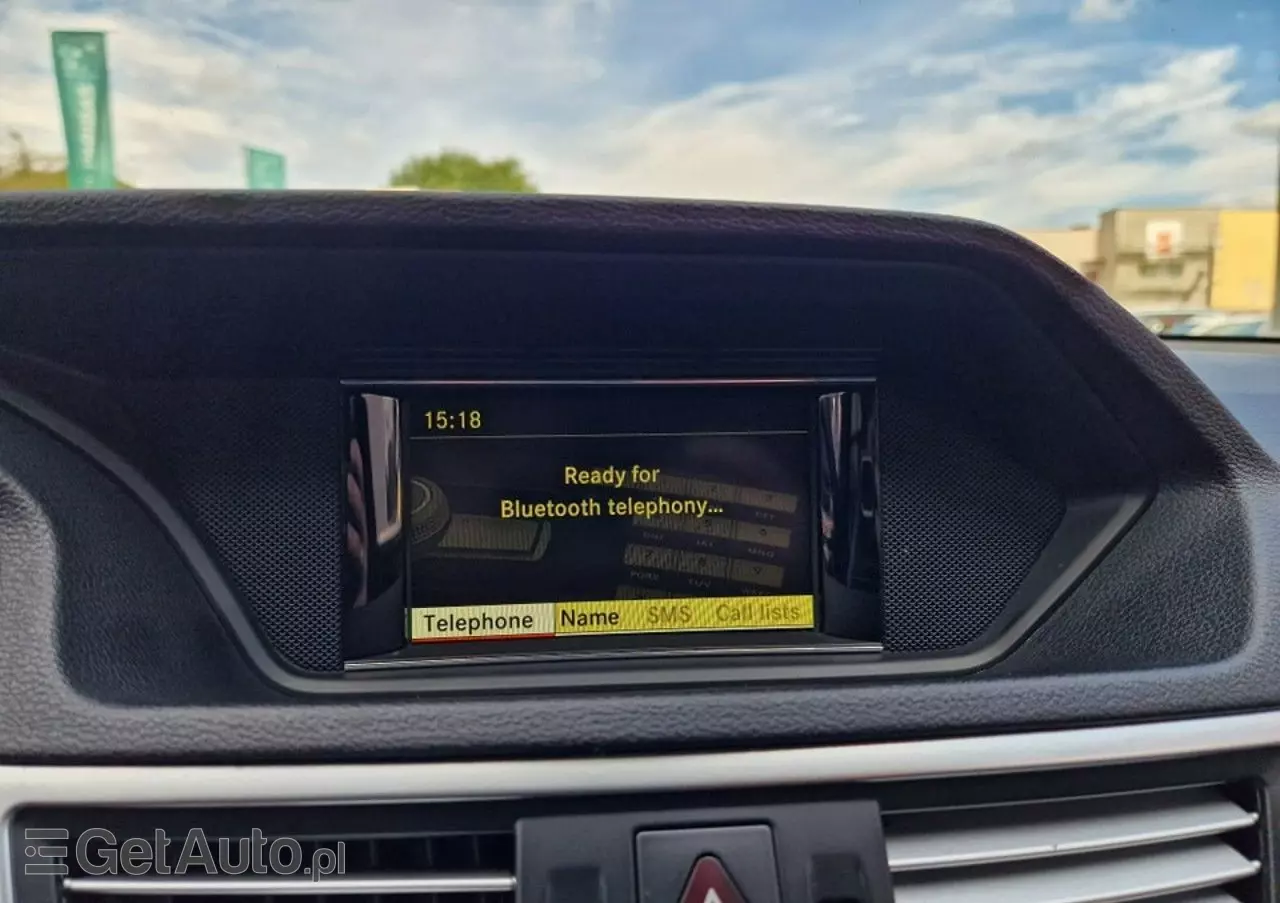 15:18
Ready for
Bluetooth telephony...
Telephone Name SMS Call lists
GetAuto.pl